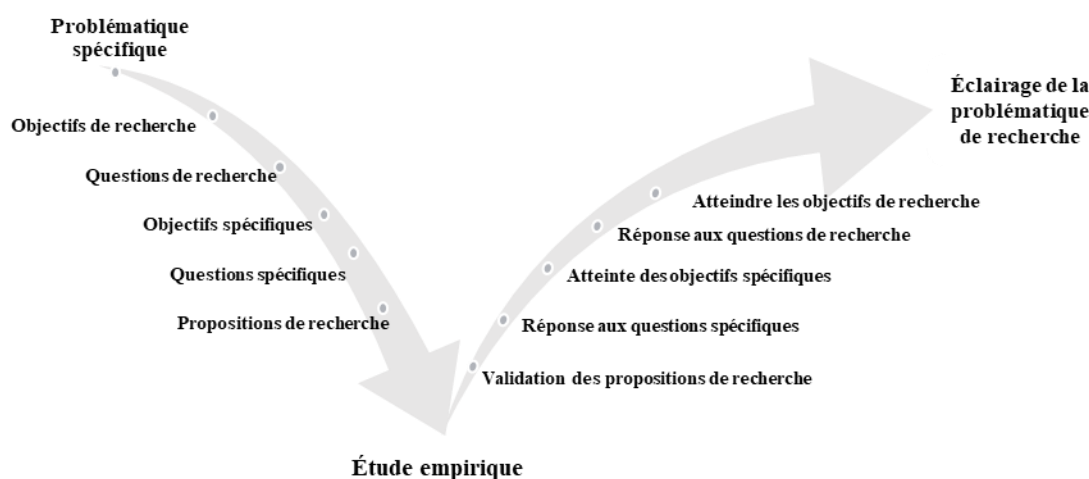 Problématique
spécifique
Objectifs de recherche
Questions de recherche
Objectifs spécifiques
Questions spécifiques
Propositions de recherche
Étude empirique
Éclairage de la
problématique
de recherche
Atteindre les objectifs de recherche
Réponse aux questions de recherche
Atteinte des objectifs spécifiques
Réponse aux questions spécifiques
Validation des propositions de recherche